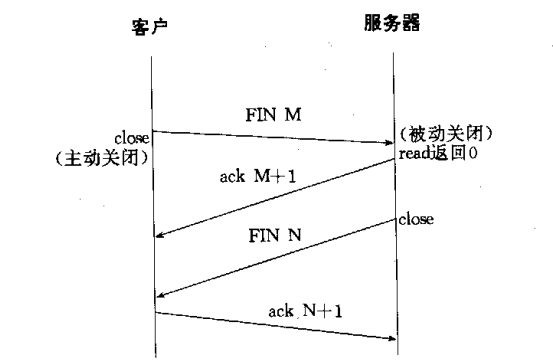 客户
服务器
FIN M
close
(主动关闭)
(被动关闭)
read返回0
ack M+1
close
FIN N
ack N+1